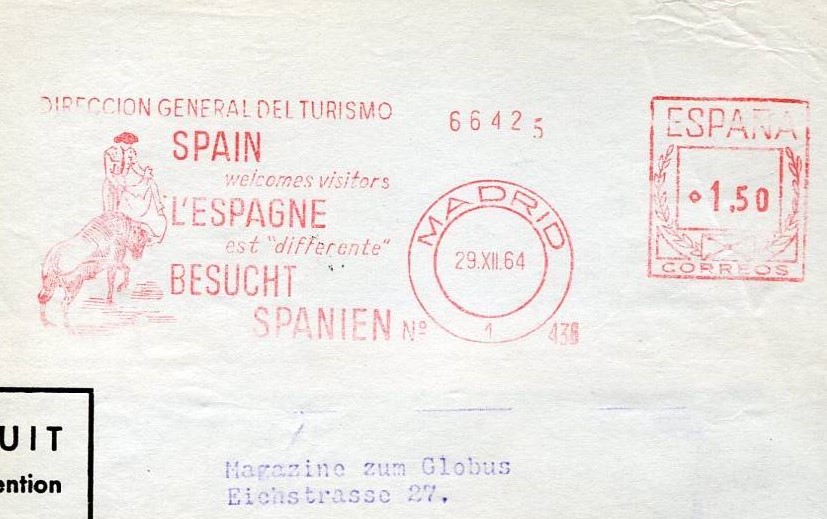 DIRECCION GENERAL DEL TURISMO
SPAIN
welcomes visitors
L'ESPAGNE
est "differente"
BESUCHT
SPANIEN
66425
MADRID
29.XII.64
Nº 1 436
ESPAÑA
1,50
CORREOS
UIT
ention
Magazine zum Globus
Eichstrasse 27.